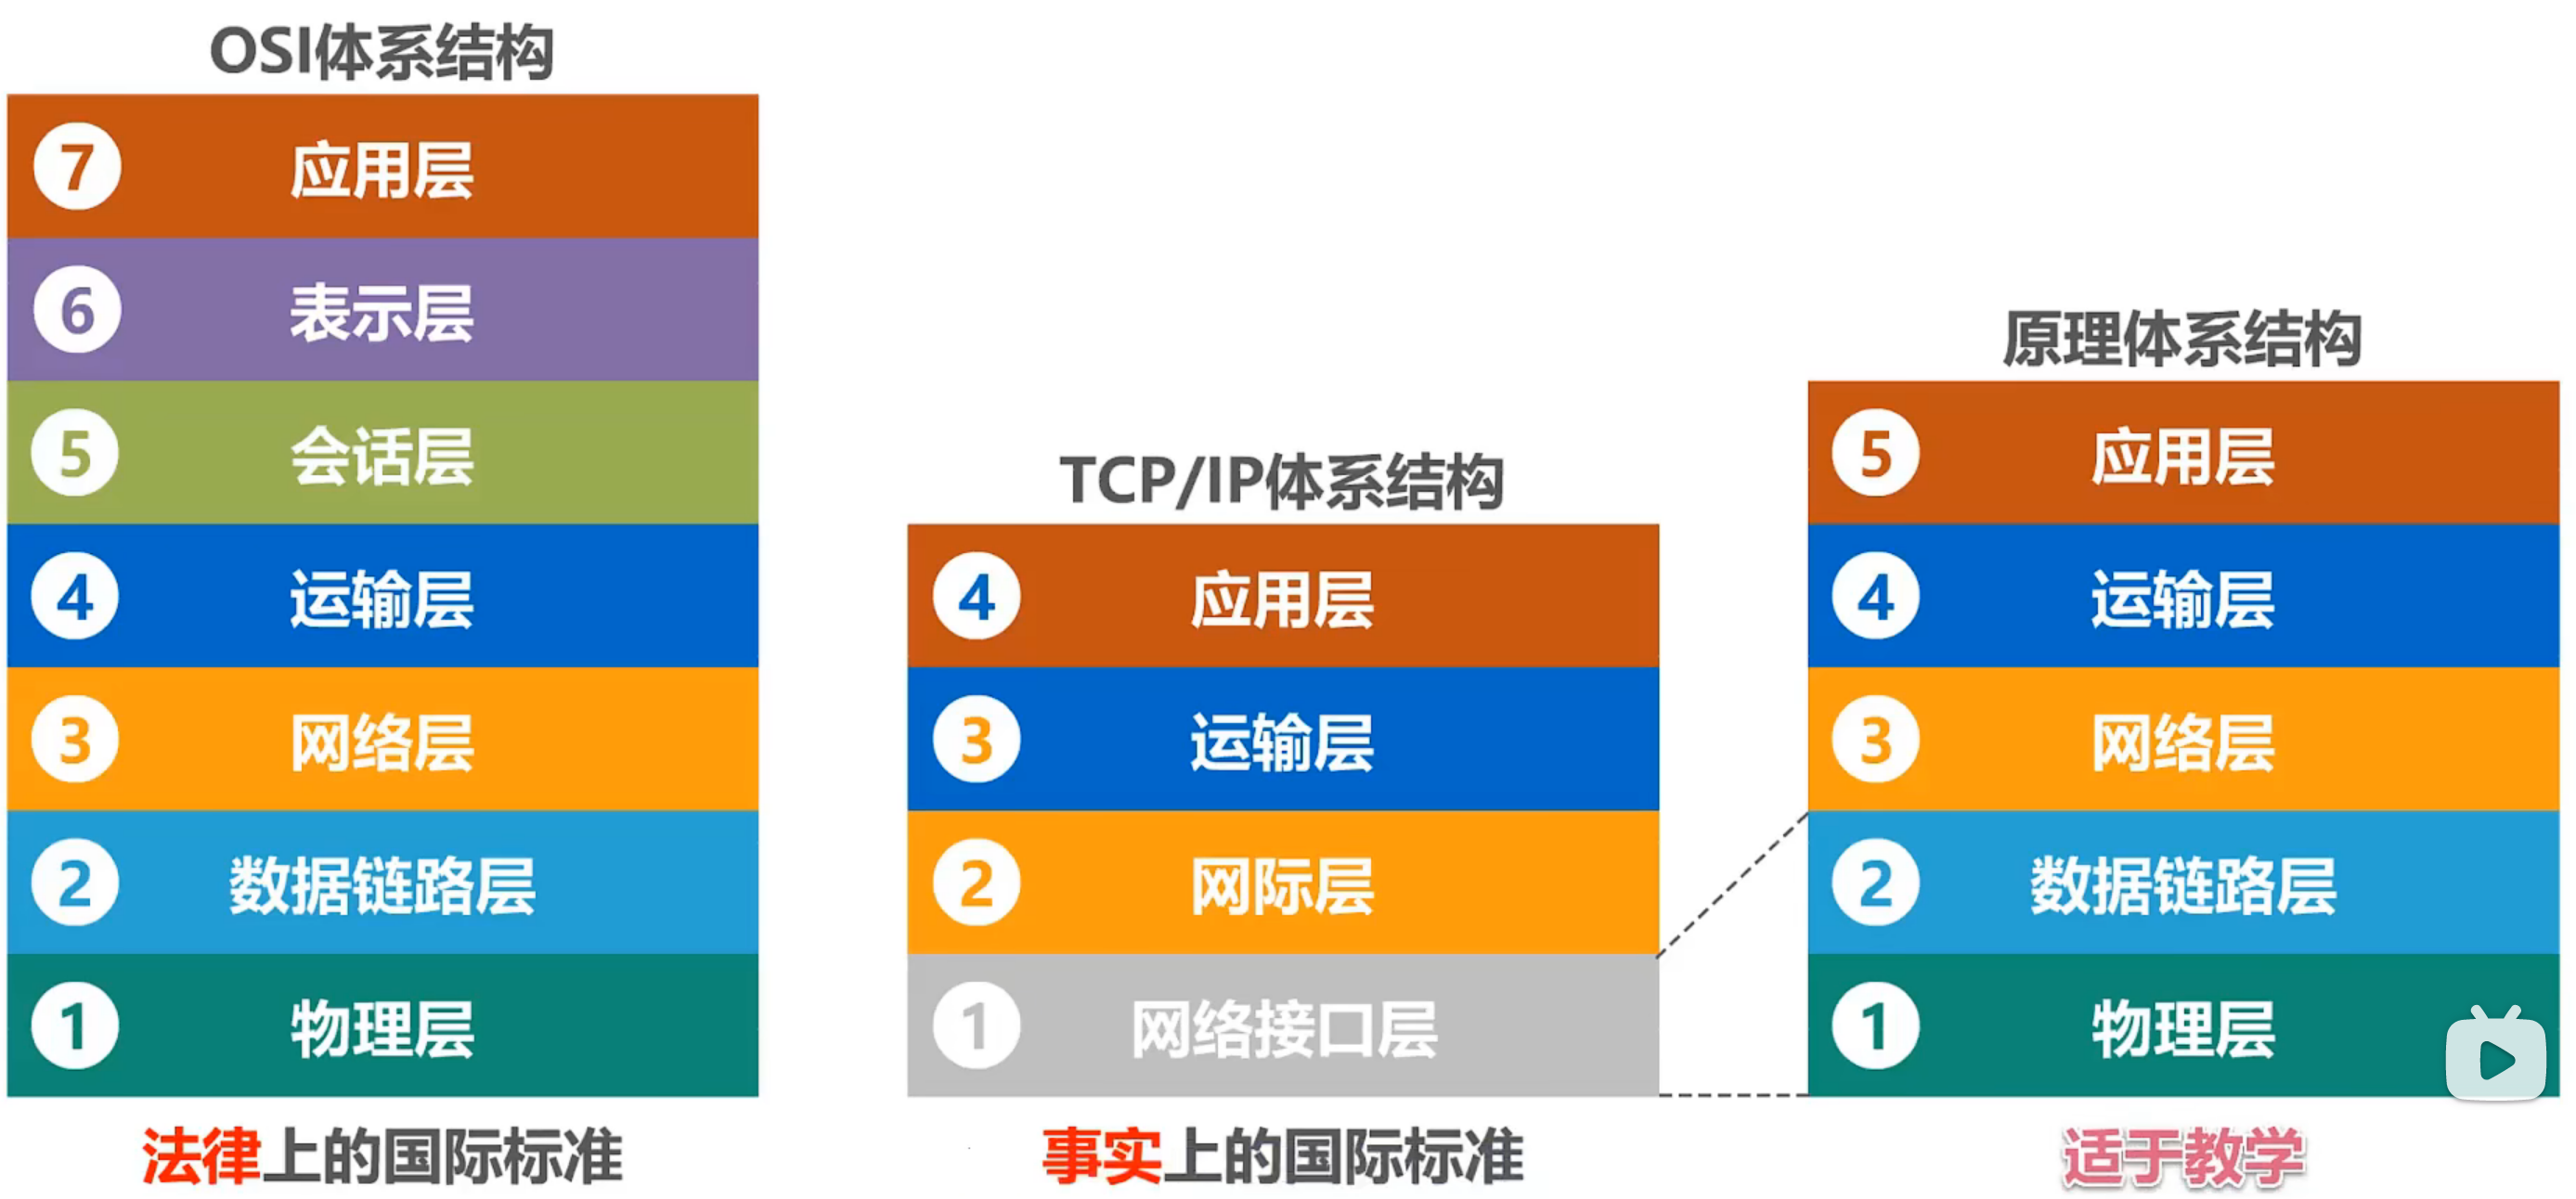 OSI体系结构
7 应用层
6 表示层
5 会话层
4 运输层
3 网络层
2 数据链路层
1 物理层
法律上的国际标准
TCP/IP体系结构
4 应用层
3 运输层
2 网际层
1 网络接口层
事实上的国际标准
原理体系结构
5 应用层
4 运输层
3 网络层
2 数据链路层
1 物理层
适于教学